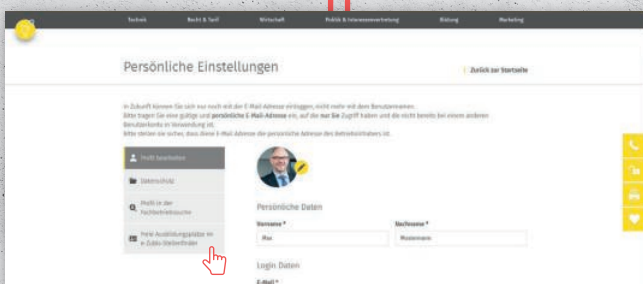 Technik Recht & Tarif Wirtschaft Politik & Interessenvertretung Bildung Marketing
Persönliche Einstellungen
Zurück zur Startseite
In Zukunft können Sie sich nur noch mit der E-Mail-Adresse einloggen, nicht mehr mit dem Benutzernamen.
Bitte tragen Sie eine gültige und persönliche E-Mail-Adresse ein, auf die nur Sie Zugriff haben und die nicht bereits bei einem anderen
Benutzerkonto in Verwendung ist.
Bitte stellen Sie sicher, dass diese E-Mail Adresse die persönliche Adresse des Betriebsinhabers ist.
Profil bearbeiten
Datenschutz
Profil in der
Fachbetriebssuche
Freie Ausbildungsplätze im
e-Zubis-Stellenfinder
Persönliche Daten
Vorname *
Nachname *
Max
Mustermann
Login Daten
E-Mail *